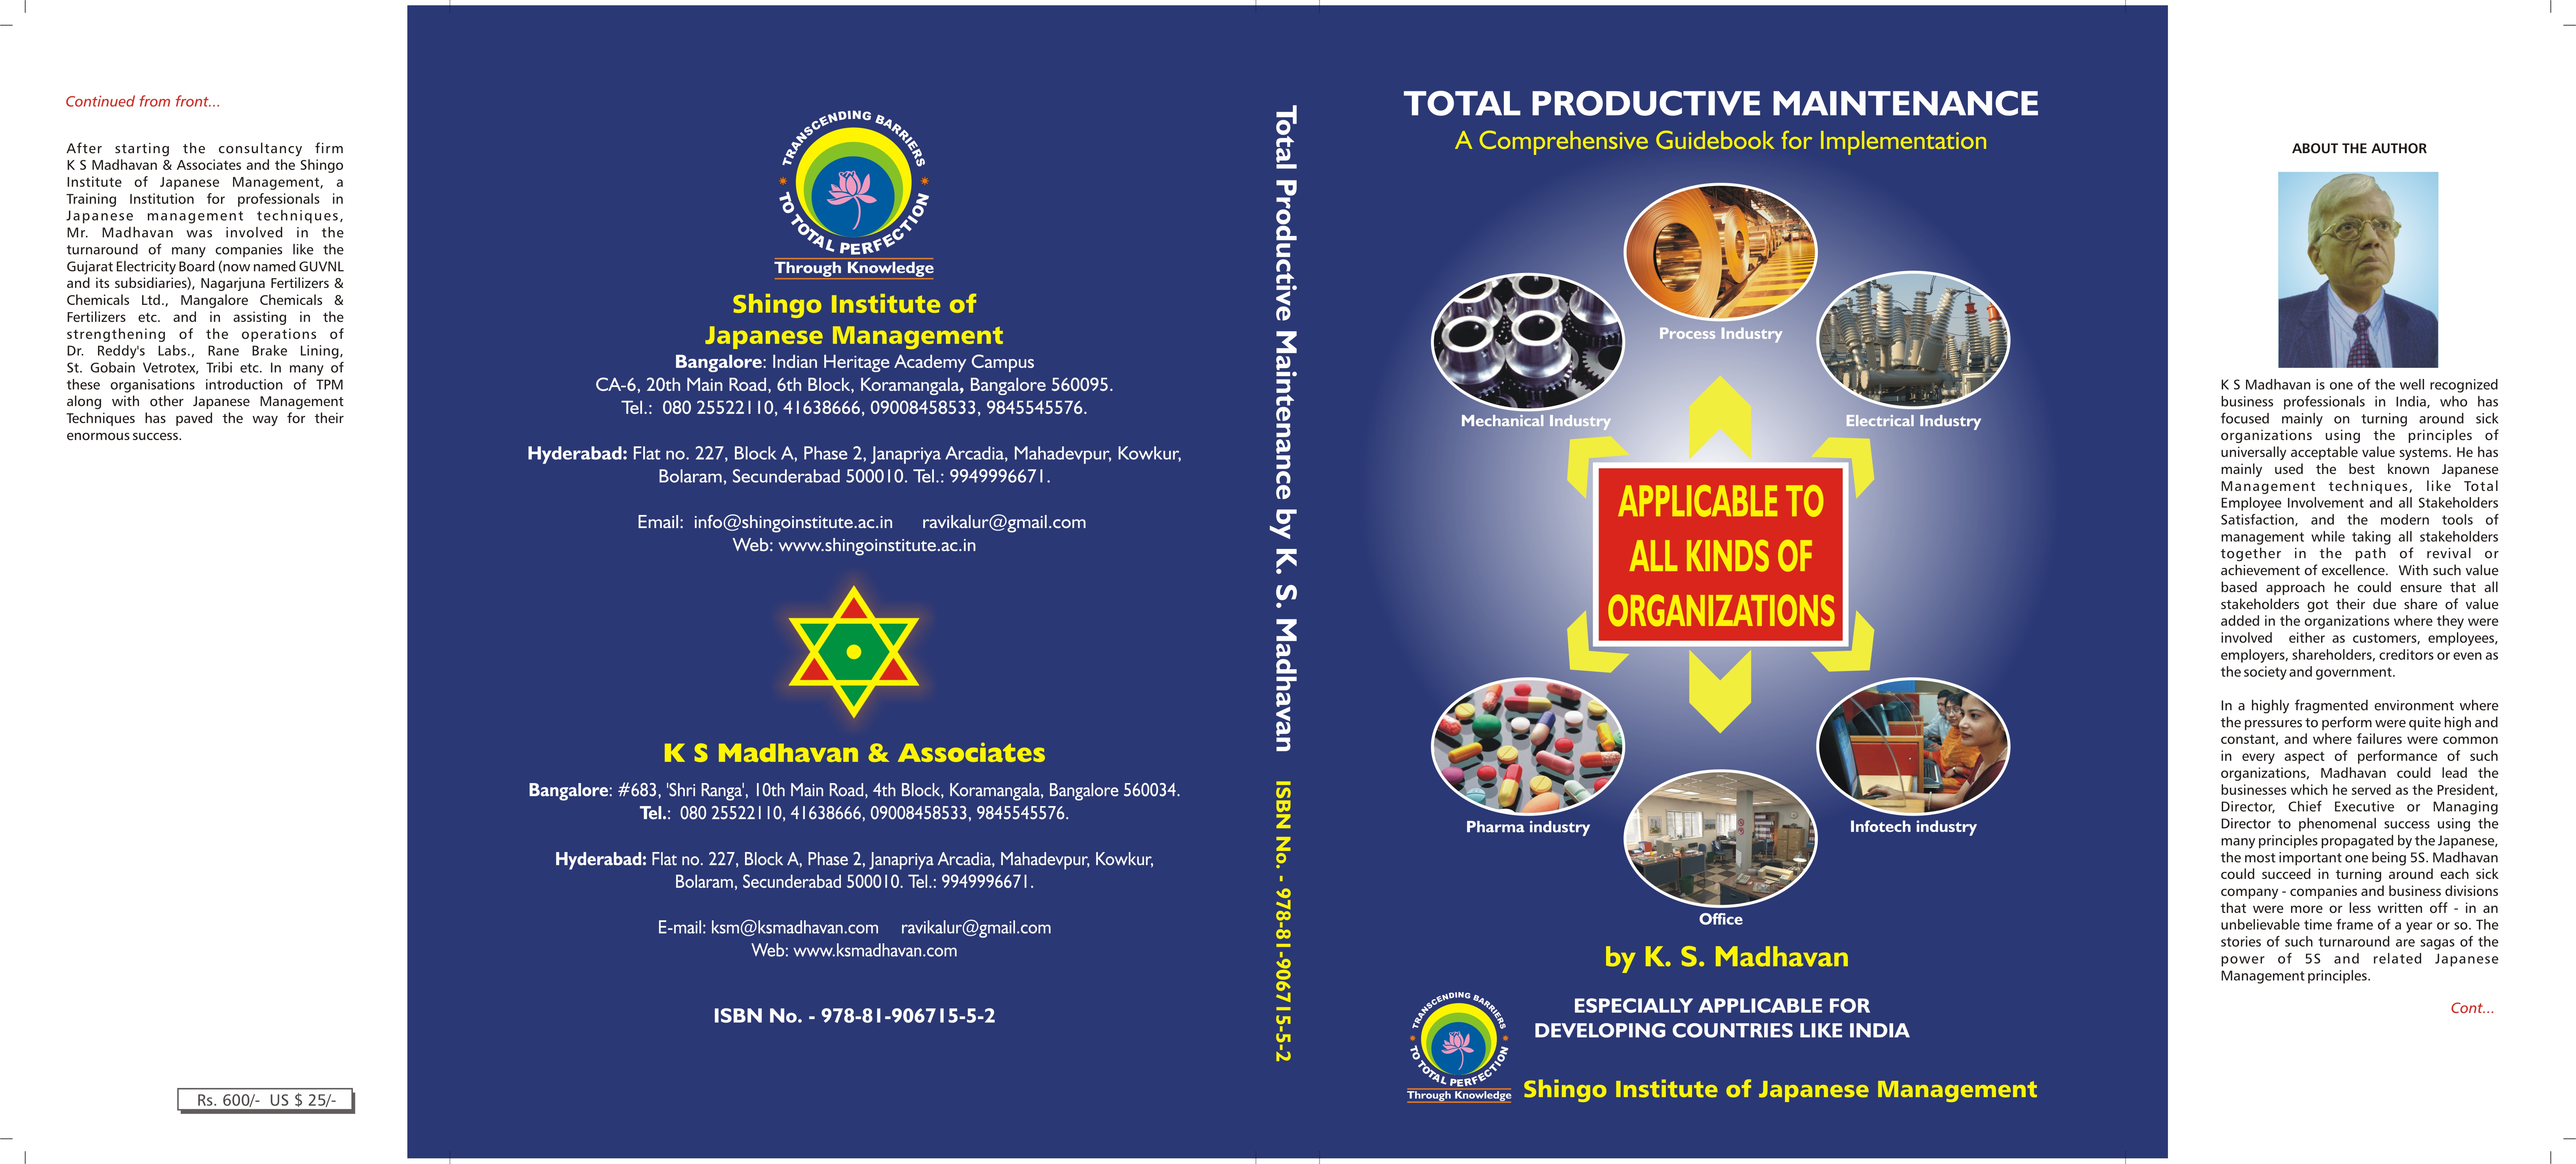 Continued from front...
After starting the consultancy firm
K S Madhavan & Associates and the Shingo
Institute of Japanese Management, a
Training Institution for professionals in
Japanese management techniques,
Mr. Madhavan was involved in the
turnaround of many companies like the
Gujarat Electricity Board (now named GUVNL
and its subsidiaries), Nagarjuna Fertilizers &
Chemicals Ltd., Mangalore Chemicals &
Fertilizers etc. and in assisting in the
strengthening of the operations of
Dr. Reddy's Labs., Rane Brake Lining,
St. Gobain Vetrotex, Tribi etc. In many of
these organisations introduction of TPM
along with other Japanese Management
Techniques has paved the way for their
enormous success.
Rs. 600/- US $ 25/-
TRANSCENDING BARRIERS
TO TOTAL PERFECTION
Through Knowledge
Shingo Institute of
Japanese Management
Bangalore: Indian Heritage Academy Campus
CA-6, 20th Main Road, 6th Block, Koramangala, Bangalore 560095.
Tel.: 080 25522110, 41638666, 09008458533, 9845545576.
Hyderabad: Flat no. 227, Block A, Phase 2, Janapriya Arcadia, Mahadevpur, Kowkur,
Bolaram, Secunderabad 500010. Tel.: 9949996671.
Email: info@shingoinstitute.ac.in ravikalur@gmail.com
Web: www.shingoinstitute.ac.in
K S Madhavan & Associates
Bangalore: #683, 'Shri Ranga', 10th Main Road, 4th Block, Koramangala, Bangalore 560034.
Tel.: 080 25522110, 41638666, 09008458533, 9845545576.
Hyderabad: Flat no. 227, Block A, Phase 2, Janapriya Arcadia, Mahadevpur, Kowkur,
Bolaram, Secunderabad 500010. Tel.: 9949996671.
E-mail: ksm@ksmadhavan.com ravikalur@gmail.com
Web: www.ksmadhavan.com
ISBN No. - 978-81-906715-5-2
Total Productive Maintenance by K. S. Madhavan ISBN No. - 978-81-906715-5-2
TOTAL PRODUCTIVE MAINTENANCE
A Comprehensive Guidebook for Implementation
Process Industry
Mechanical Industry
Electrical Industry
APPLICABLE TO
ALL KINDS OF
ORGANIZATIONS
Pharma industry
Infotech industry
Office
by K. S. Madhavan
ESPECIALLY APPLICABLE FOR
DEVELOPING COUNTRIES LIKE INDIA
TRANSCENDING BARRIERS
TO TOTAL PERFECTION
Through Knowledge
Shingo Institute of Japanese Management
ABOUT THE AUTHOR
K S Madhavan is one of the well recognized
business professionals in India, who has
focused mainly on turning around sick
organizations using the principles of
universally acceptable value systems. He has
mainly used the best known Japanese
Management techniques, like Total
Employee Involvement and all Stakeholders
Satisfaction, and the modern tools of
management while taking all stakeholders
together in the path of revival or
achievement of excellence. With such value
based approach he could ensure that all
stakeholders got their due share of value
added in the organizations where they were
involved either as customers, employees,
employers, shareholders, creditors or even as
the society and government.
In a highly fragmented environment where
the pressures to perform were quite high and
constant, and where failures were common
in every aspect of performance of such
organizations, Madhavan could lead the
businesses which he served as the President,
Director, Chief Executive or Managing
Director to phenomenal success using the
many principles propagated by the Japanese,
the most important one being 5S. Madhavan
could succeed in turning around each sick
company - companies and business divisions
that were more or less written off - in an
unbelievable time frame of a year or so. The
stories of such turnaround are sagas of the
power of 5S and related Japanese
Management principles.
Cont...